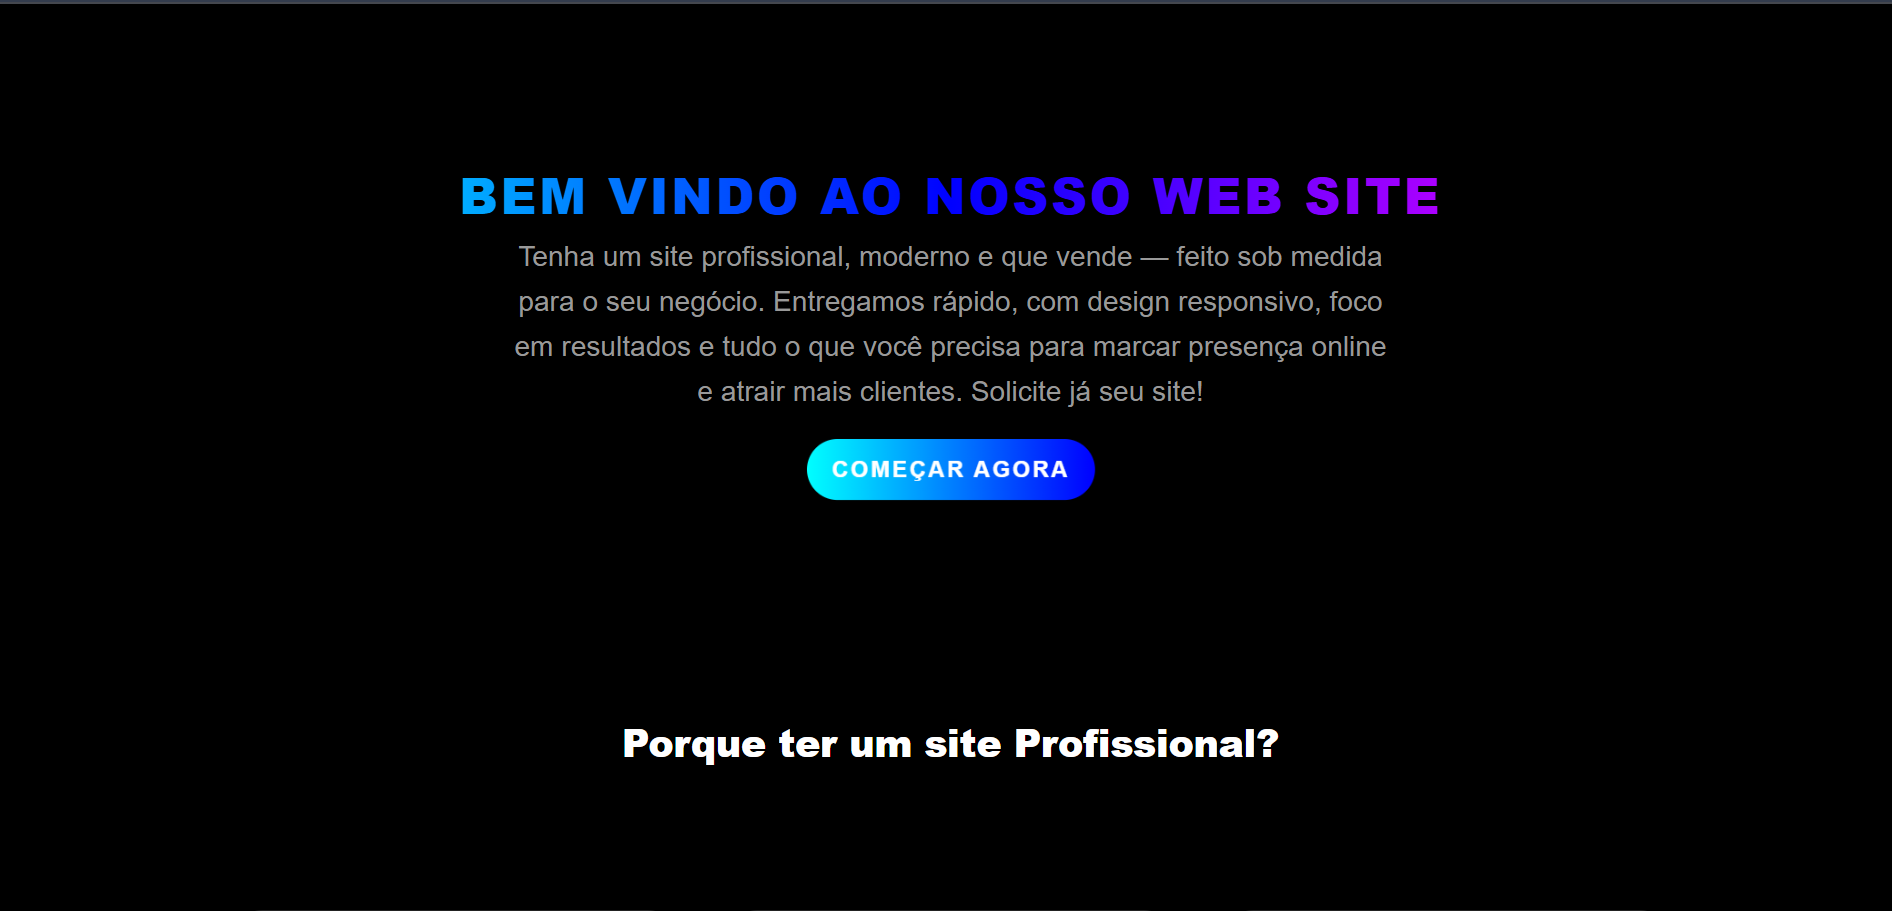 BEM VINDO AO NOSSO WEB SITE
Tenha um site profissional, moderno e que vende — feito sob medida
para o seu negócio. Entregamos rápido, com design responsivo, foco
em resultados e tudo o que você precisa para marcar presença online
e atrair mais clientes. Solicite já seu site!
COMEÇAR AGORA
Porque ter um site Profissional?